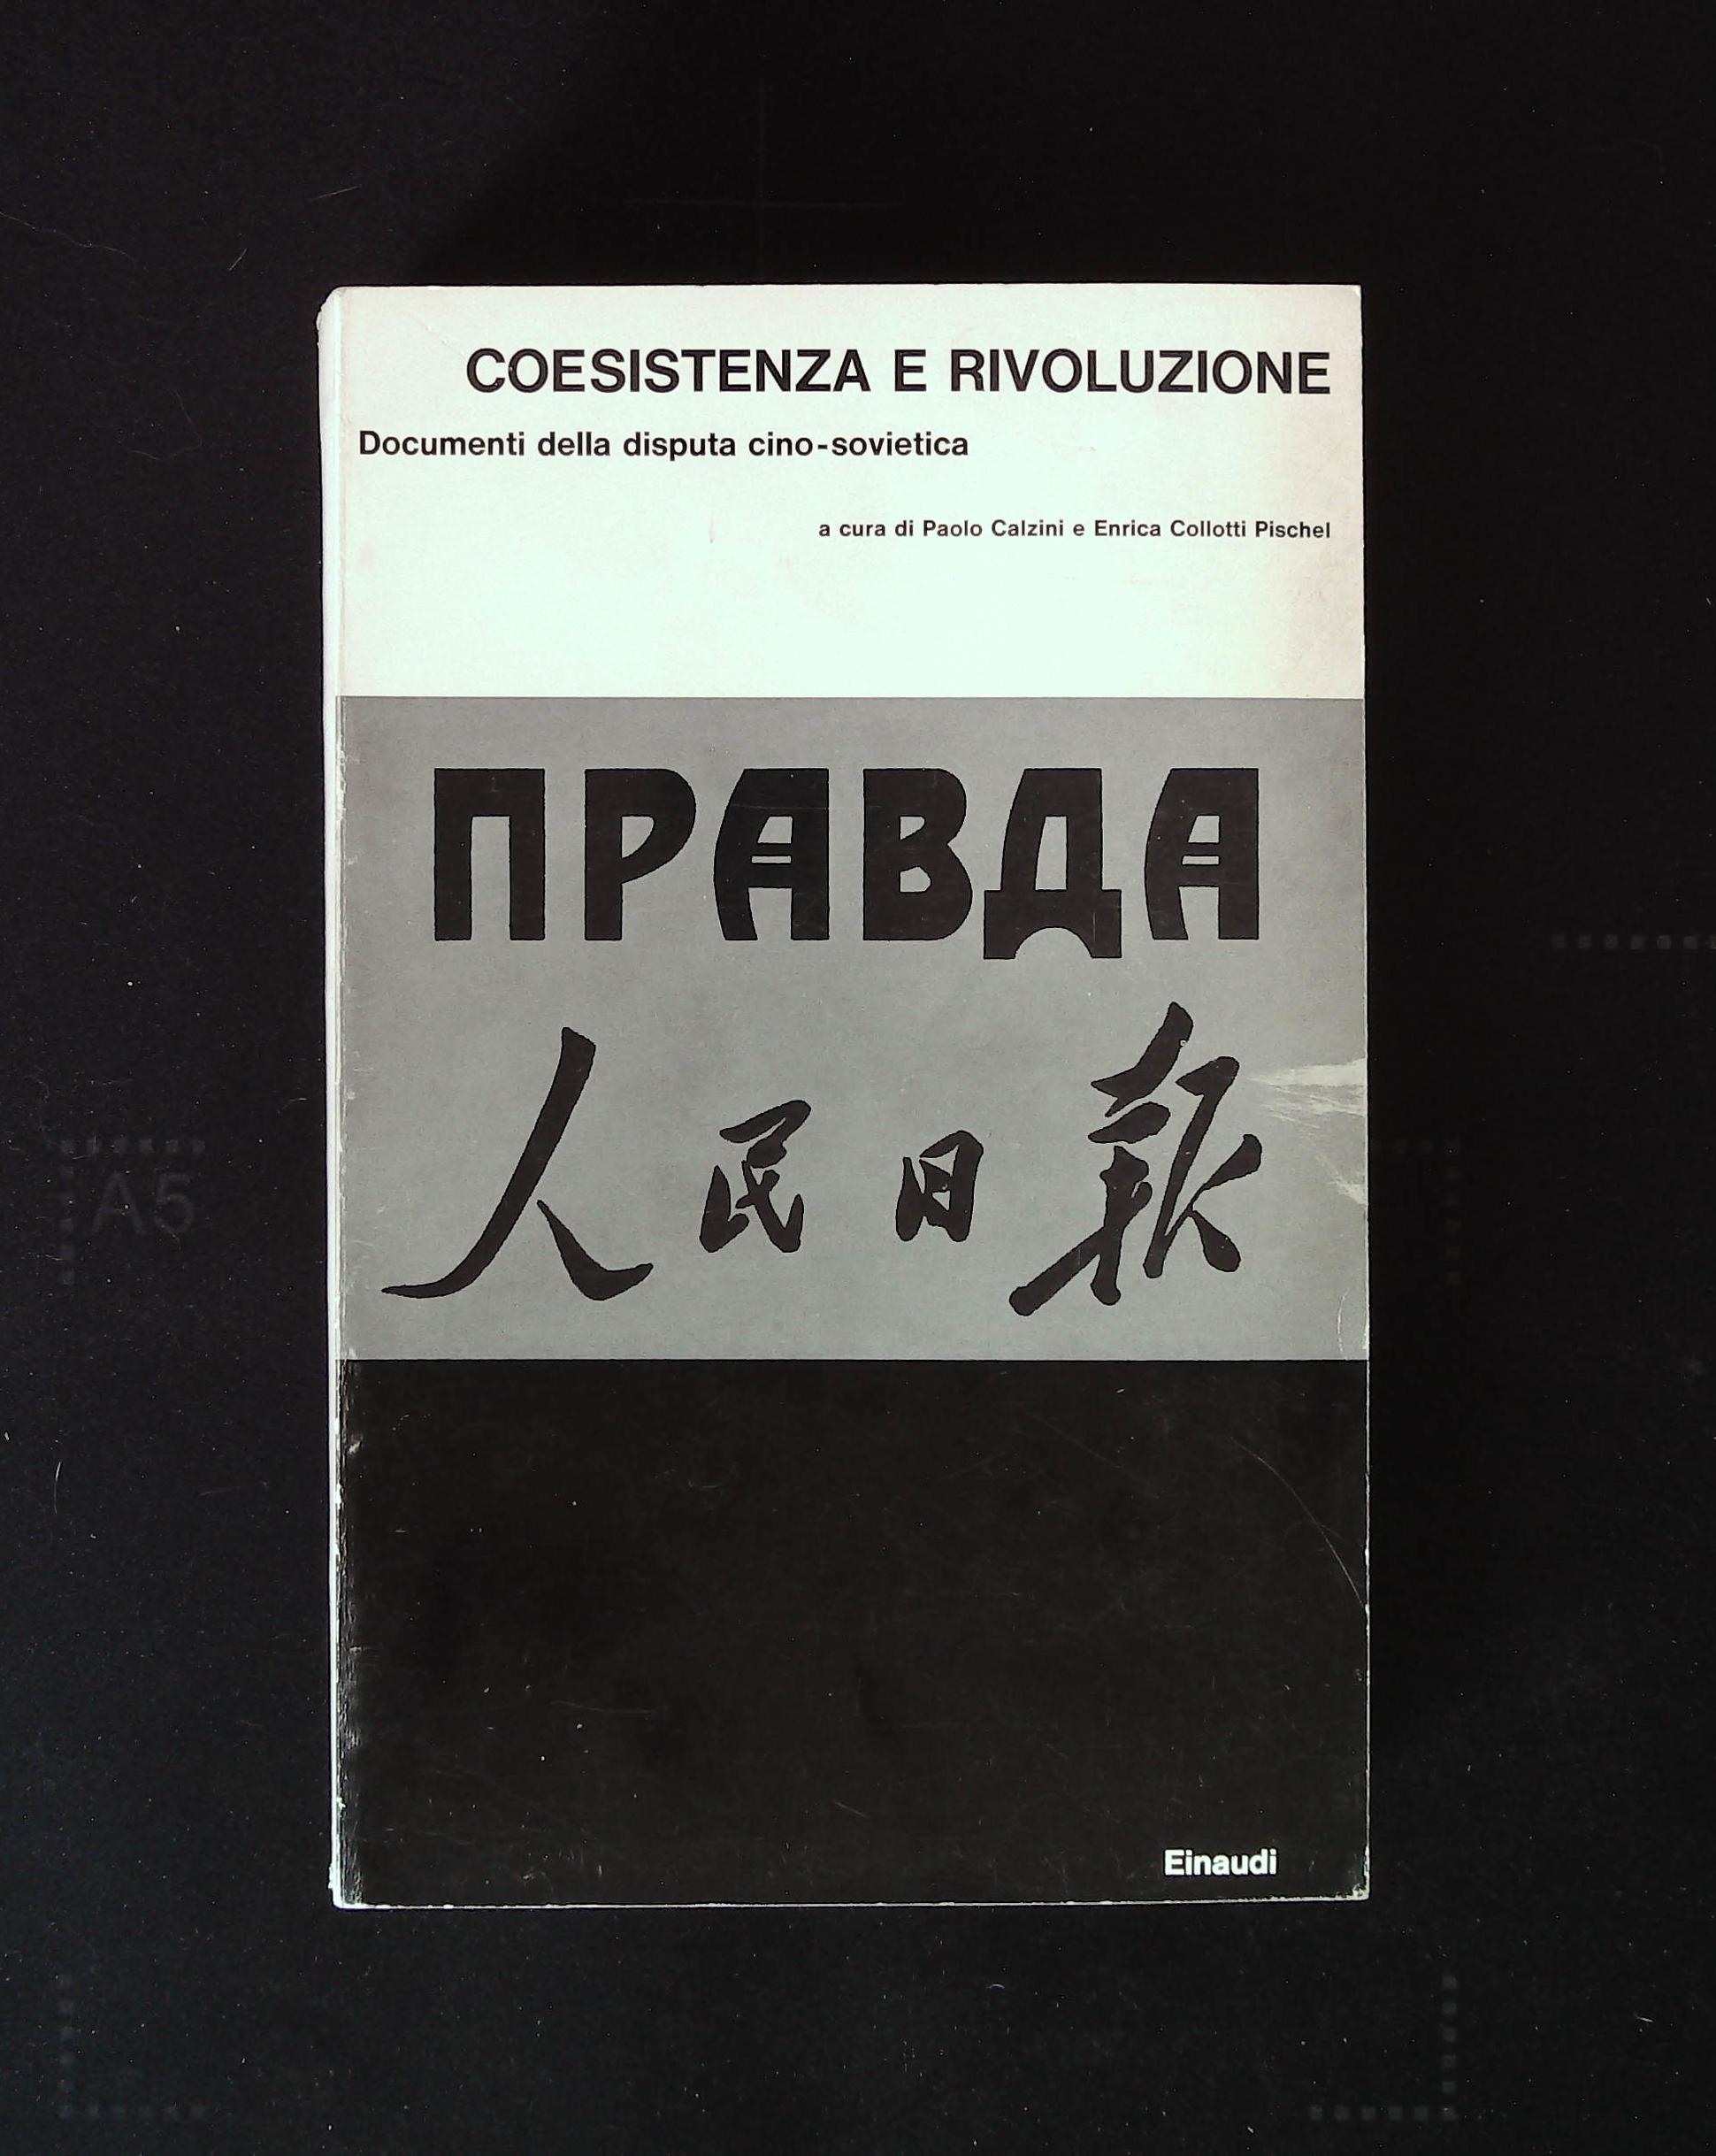 COESISTENZA E RIVOLUZIONE
Documenti della disputa cino-sovietica
a cura di Paolo Calzini e Enrica Collotti Pischel
ПРАВДА
人民日报
Einaudi
A5